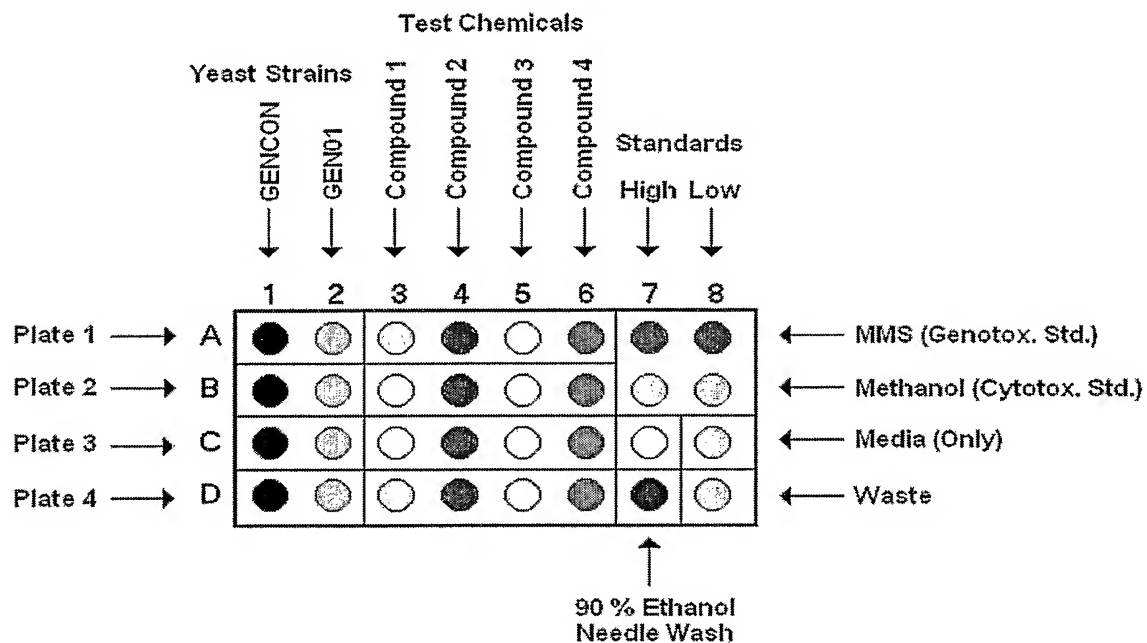 Test Chemicals
Yeast Strains
GENCON
GEN01
Compound 1
Compound 2
Compound 3
Compound 4
Standards
High Low
1 2 3 4 5 6 7 8
Plate 1 A MMS (Genotox. Std.)
Plate 2 B Methanol (Cytotox. Std.)
Plate 3 C Media (Only)
Plate 4 D Waste
90 % Ethanol
Needle Wash